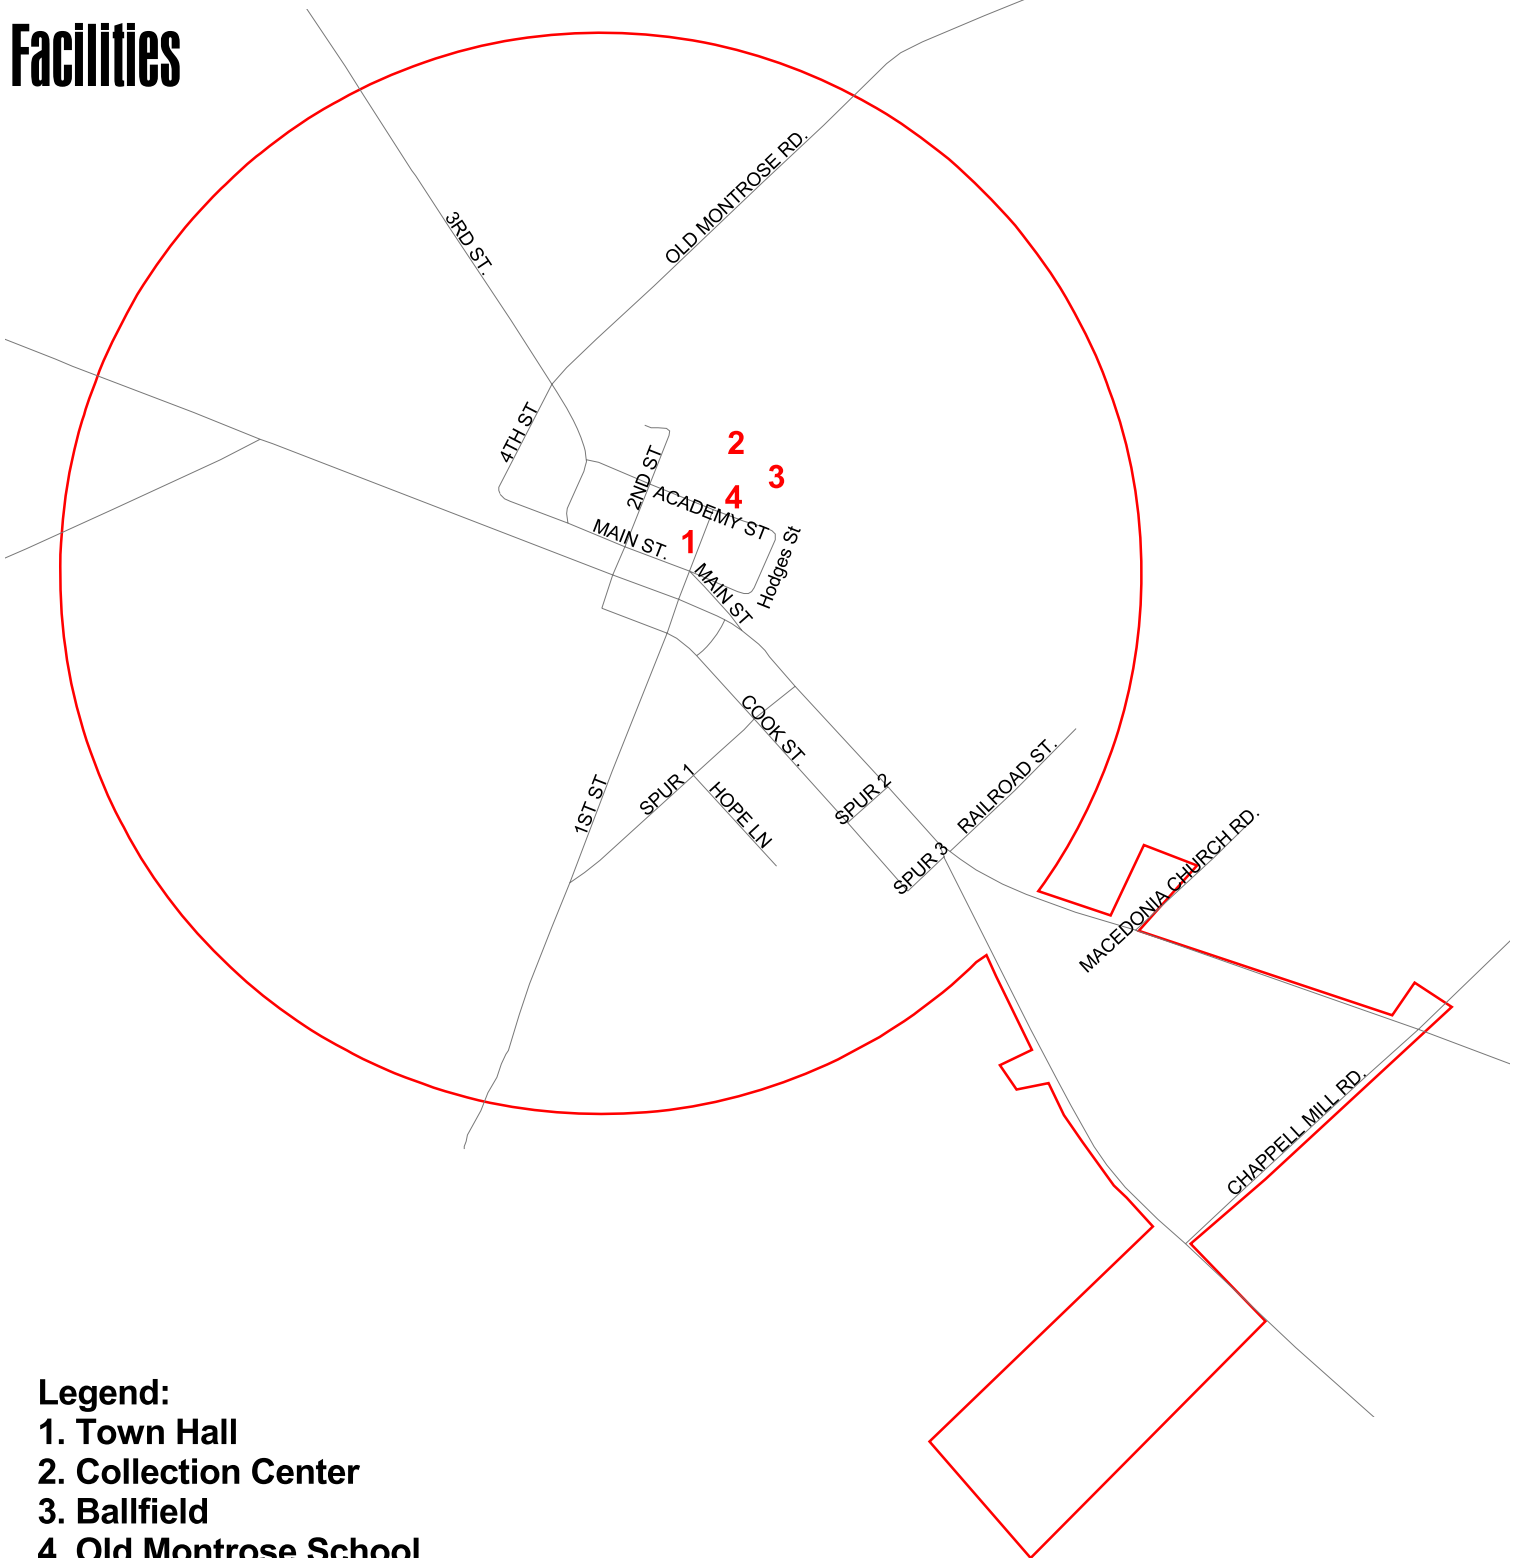 Facilities
3RD ST.
OLD MONTROSE RD.
4TH ST
2ND ST
2
3
4
ACADEMY ST
MAIN ST.
1
MAIN ST
Hodges St
COOK ST.
1ST ST
SPUR 1
HOPE LN
SPUR 2
RAILROAD ST.
SPUR 3
MACEDONIA CHURCH RD.
CHAPPELL MILL RD.
Legend:
1. Town Hall
2. Collection Center
3. Ballfield
4. Old Montrose School